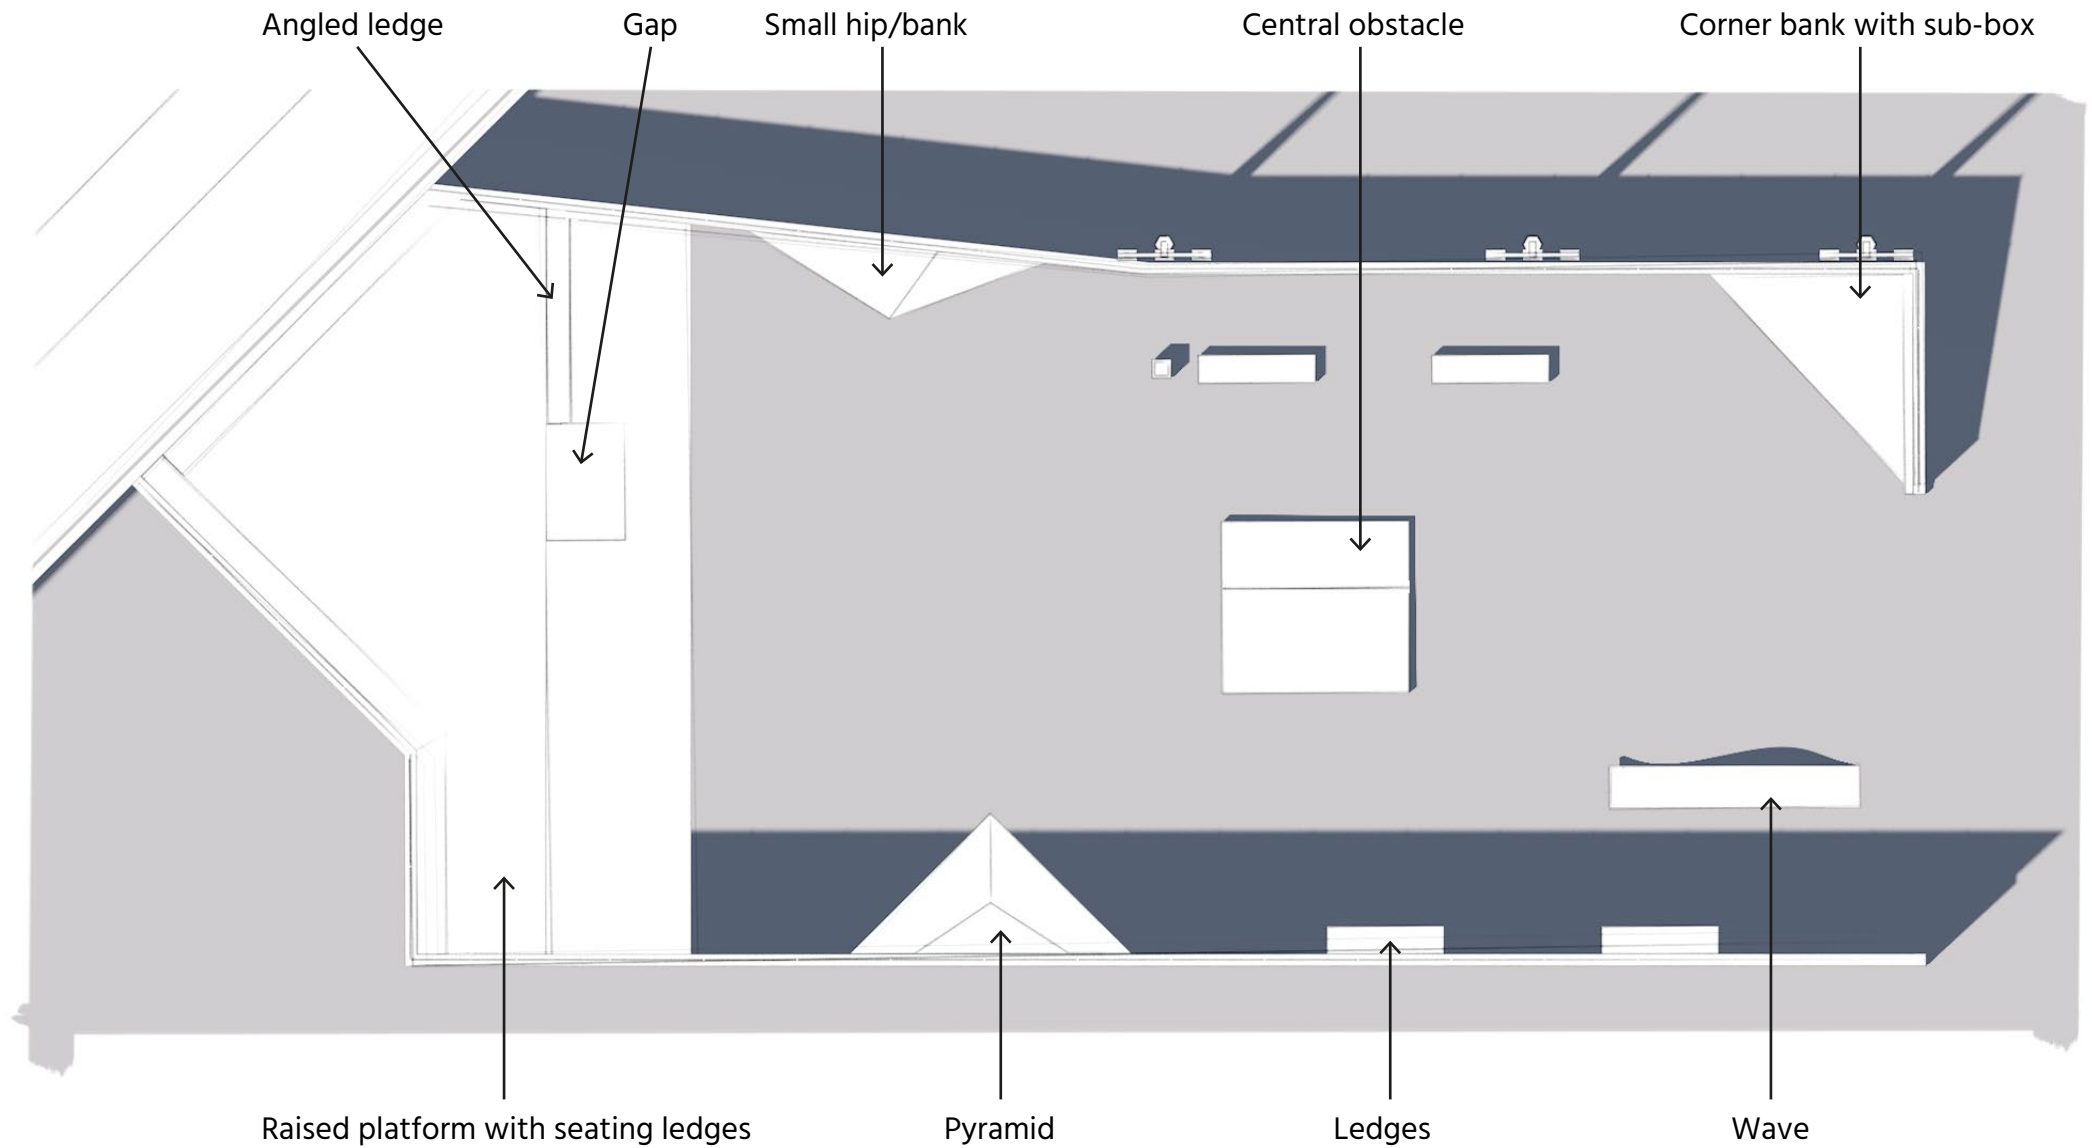 Angled ledge
Gap
Small hip/bank
Central obstacle
Corner bank with sub-box
Raised platform with seating ledges
Pyramid
Ledges
Wave